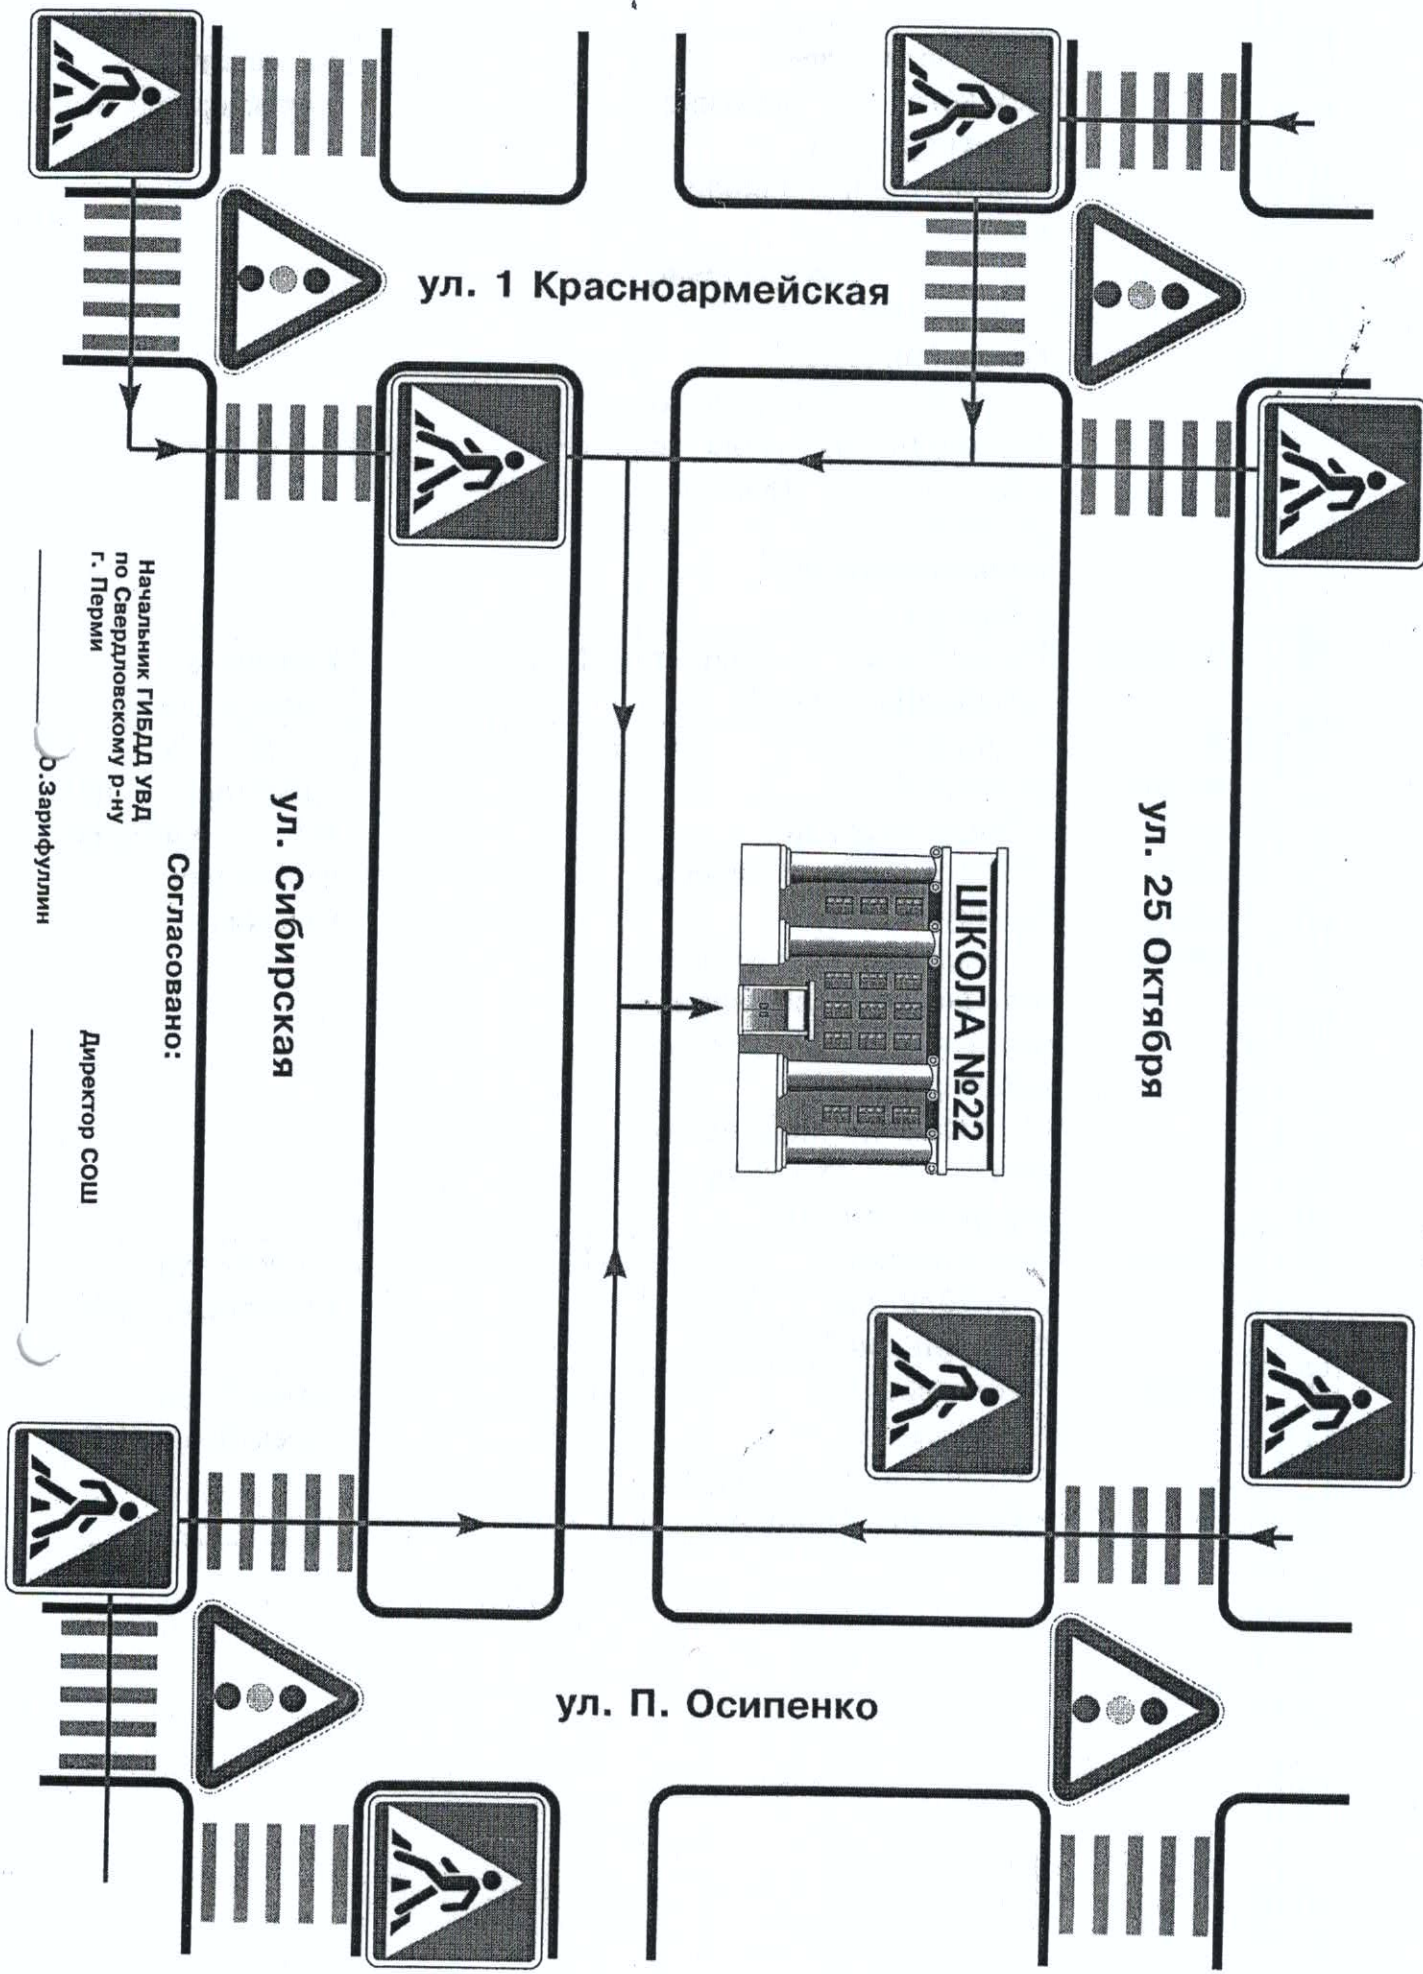 ул. 1 Красноармейская
ул. 25 Октября
ШКОЛА №22
ул. Сибирская
ул. П. Осипенко
Согласовано:
Начальник ГИБДД УВД
по Свердловскому р-ну
г. Перми
О.Зарифуллин
Директор СОШ